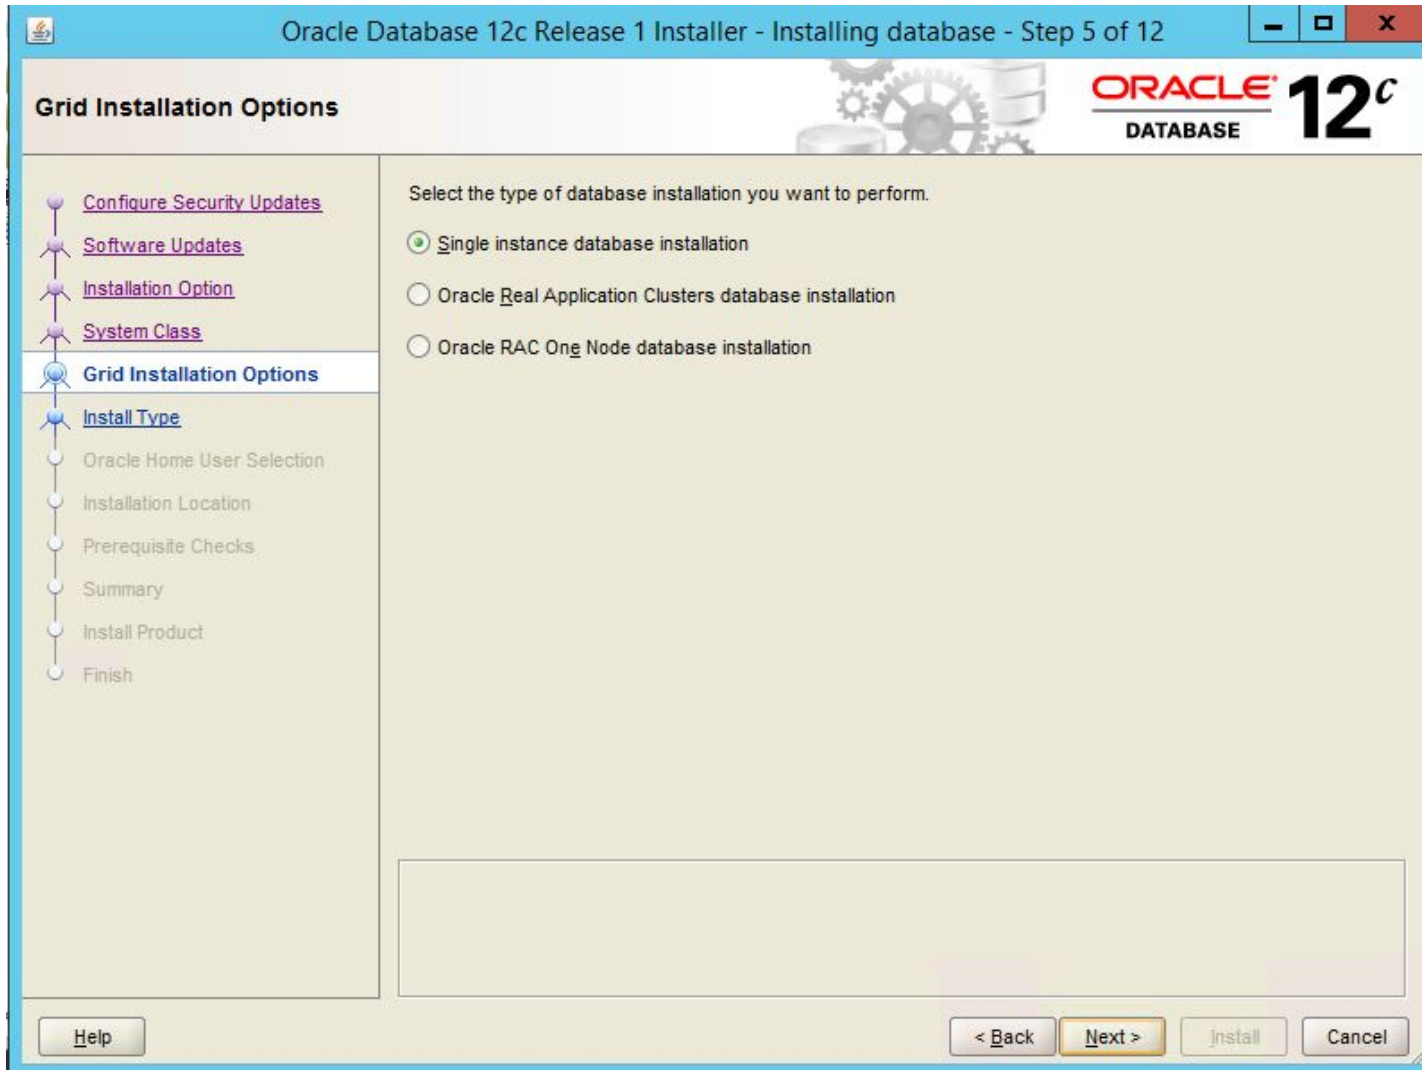 Oracle Database 12c Release 1 Installer - Installing database - Step 5 of 12
Grid Installation Options
ORACLE
DATABASE
12c
Configure Security Updates
Software Updates
Installation Option
System Class
Grid Installation Options
Install Type
Oracle Home User Selection
Installation Location
Prerequisite Checks
Summary
Install Product
Finish
Select the type of database installation you want to perform.
Single instance database installation
Oracle Real Application Clusters database installation
Oracle RAC One Node database installation
Help
< Back
Next >
Install
Cancel